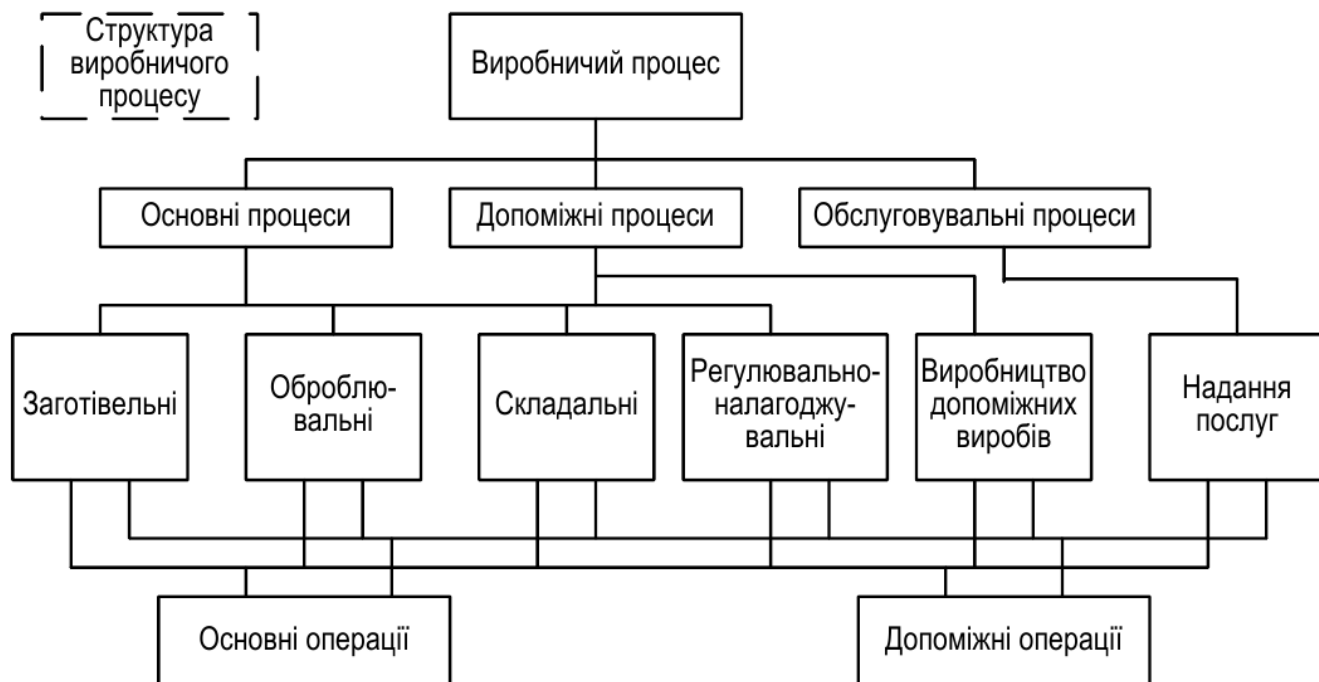 Структура
виробничого
процесу
Виробничий процес
Основні процеси
Допоміжні процеси
Обслуговувальні процеси
Заготівельні
Оброблю-
вальні
Складальні
Регулювально-
налагоджу-
вальні
Виробництво
допоміжних
виробів
Надання
послуг
Основні операції
Допоміжні операції